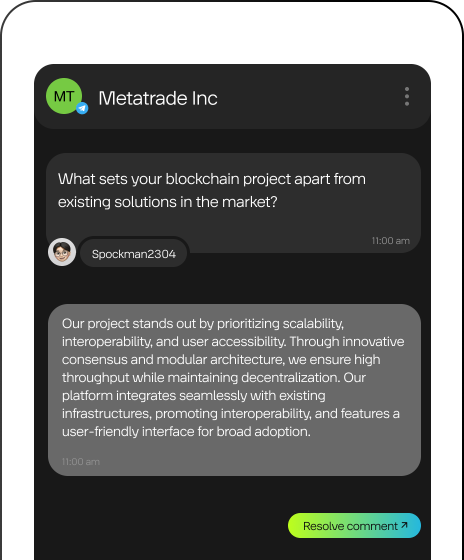 MT
Metatrade Inc
What sets your blockchain project apart from
existing solutions in the market?
11:00 am
Spockman2304
Our project stands out by prioritizing scalability,
interoperability, and user accessibility. Through innovative
consensus and modular architecture, we ensure high
throughput while maintaining decentralization. Our
platform integrates seamlessly with existing
infrastructures, promoting interoperability, and features a
user-friendly interface for broad adoption.
11:00 am
Resolve comment